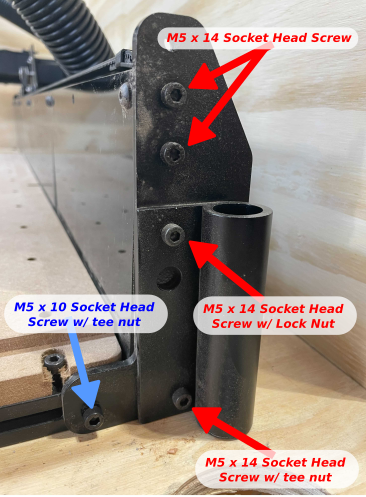 M5 x 14 Socket Head Screw
M5 x 10 Socket Head
Screw w/ tee nut
M5 x 14 Socket Head
Screw w/ Lock Nut
M5 x 14 Socket Head
Screw w/ tee nut